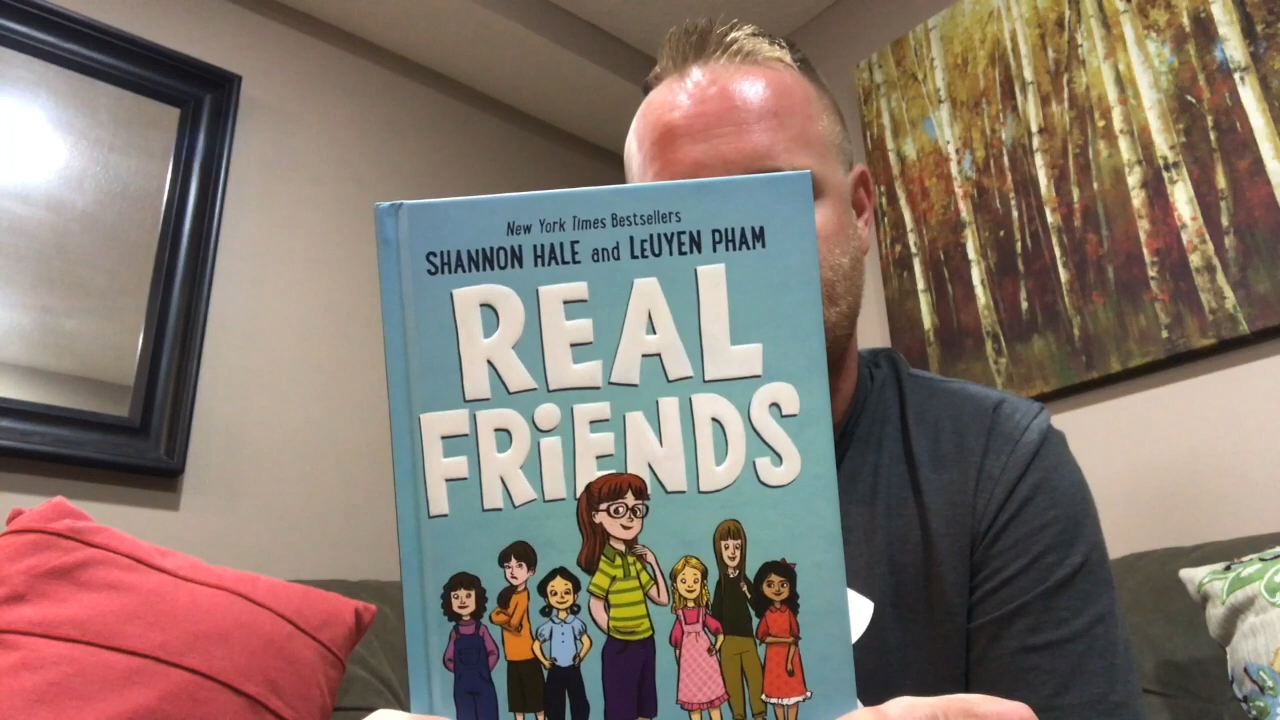 New York Times Bestsellers
SHANNON HALE and LEUYEN PHAM
REAL
FRiENDS